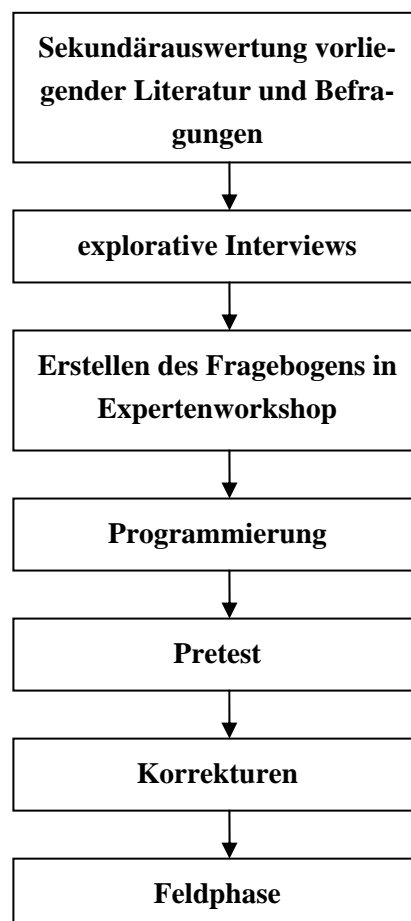 Sekundärauswertung vorlie-
gender Literatur und Befra-
gungen
explorative Interviews
Erstellen des Fragebogens in
Expertenworkshop
Programmierung
Pretest
Korrekturen
Feldphase